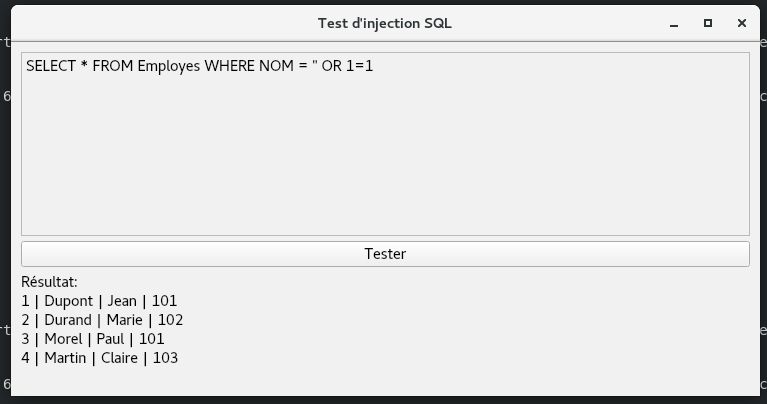 Test d'injection SQL
SELECT * FROM Employes WHERE NOM = '' OR 1=1
Tester
Résultat:
1 | Dupont | Jean | 101
2 | Durand | Marie | 102
3 | Morel | Paul | 101
4 | Martin | Claire | 103